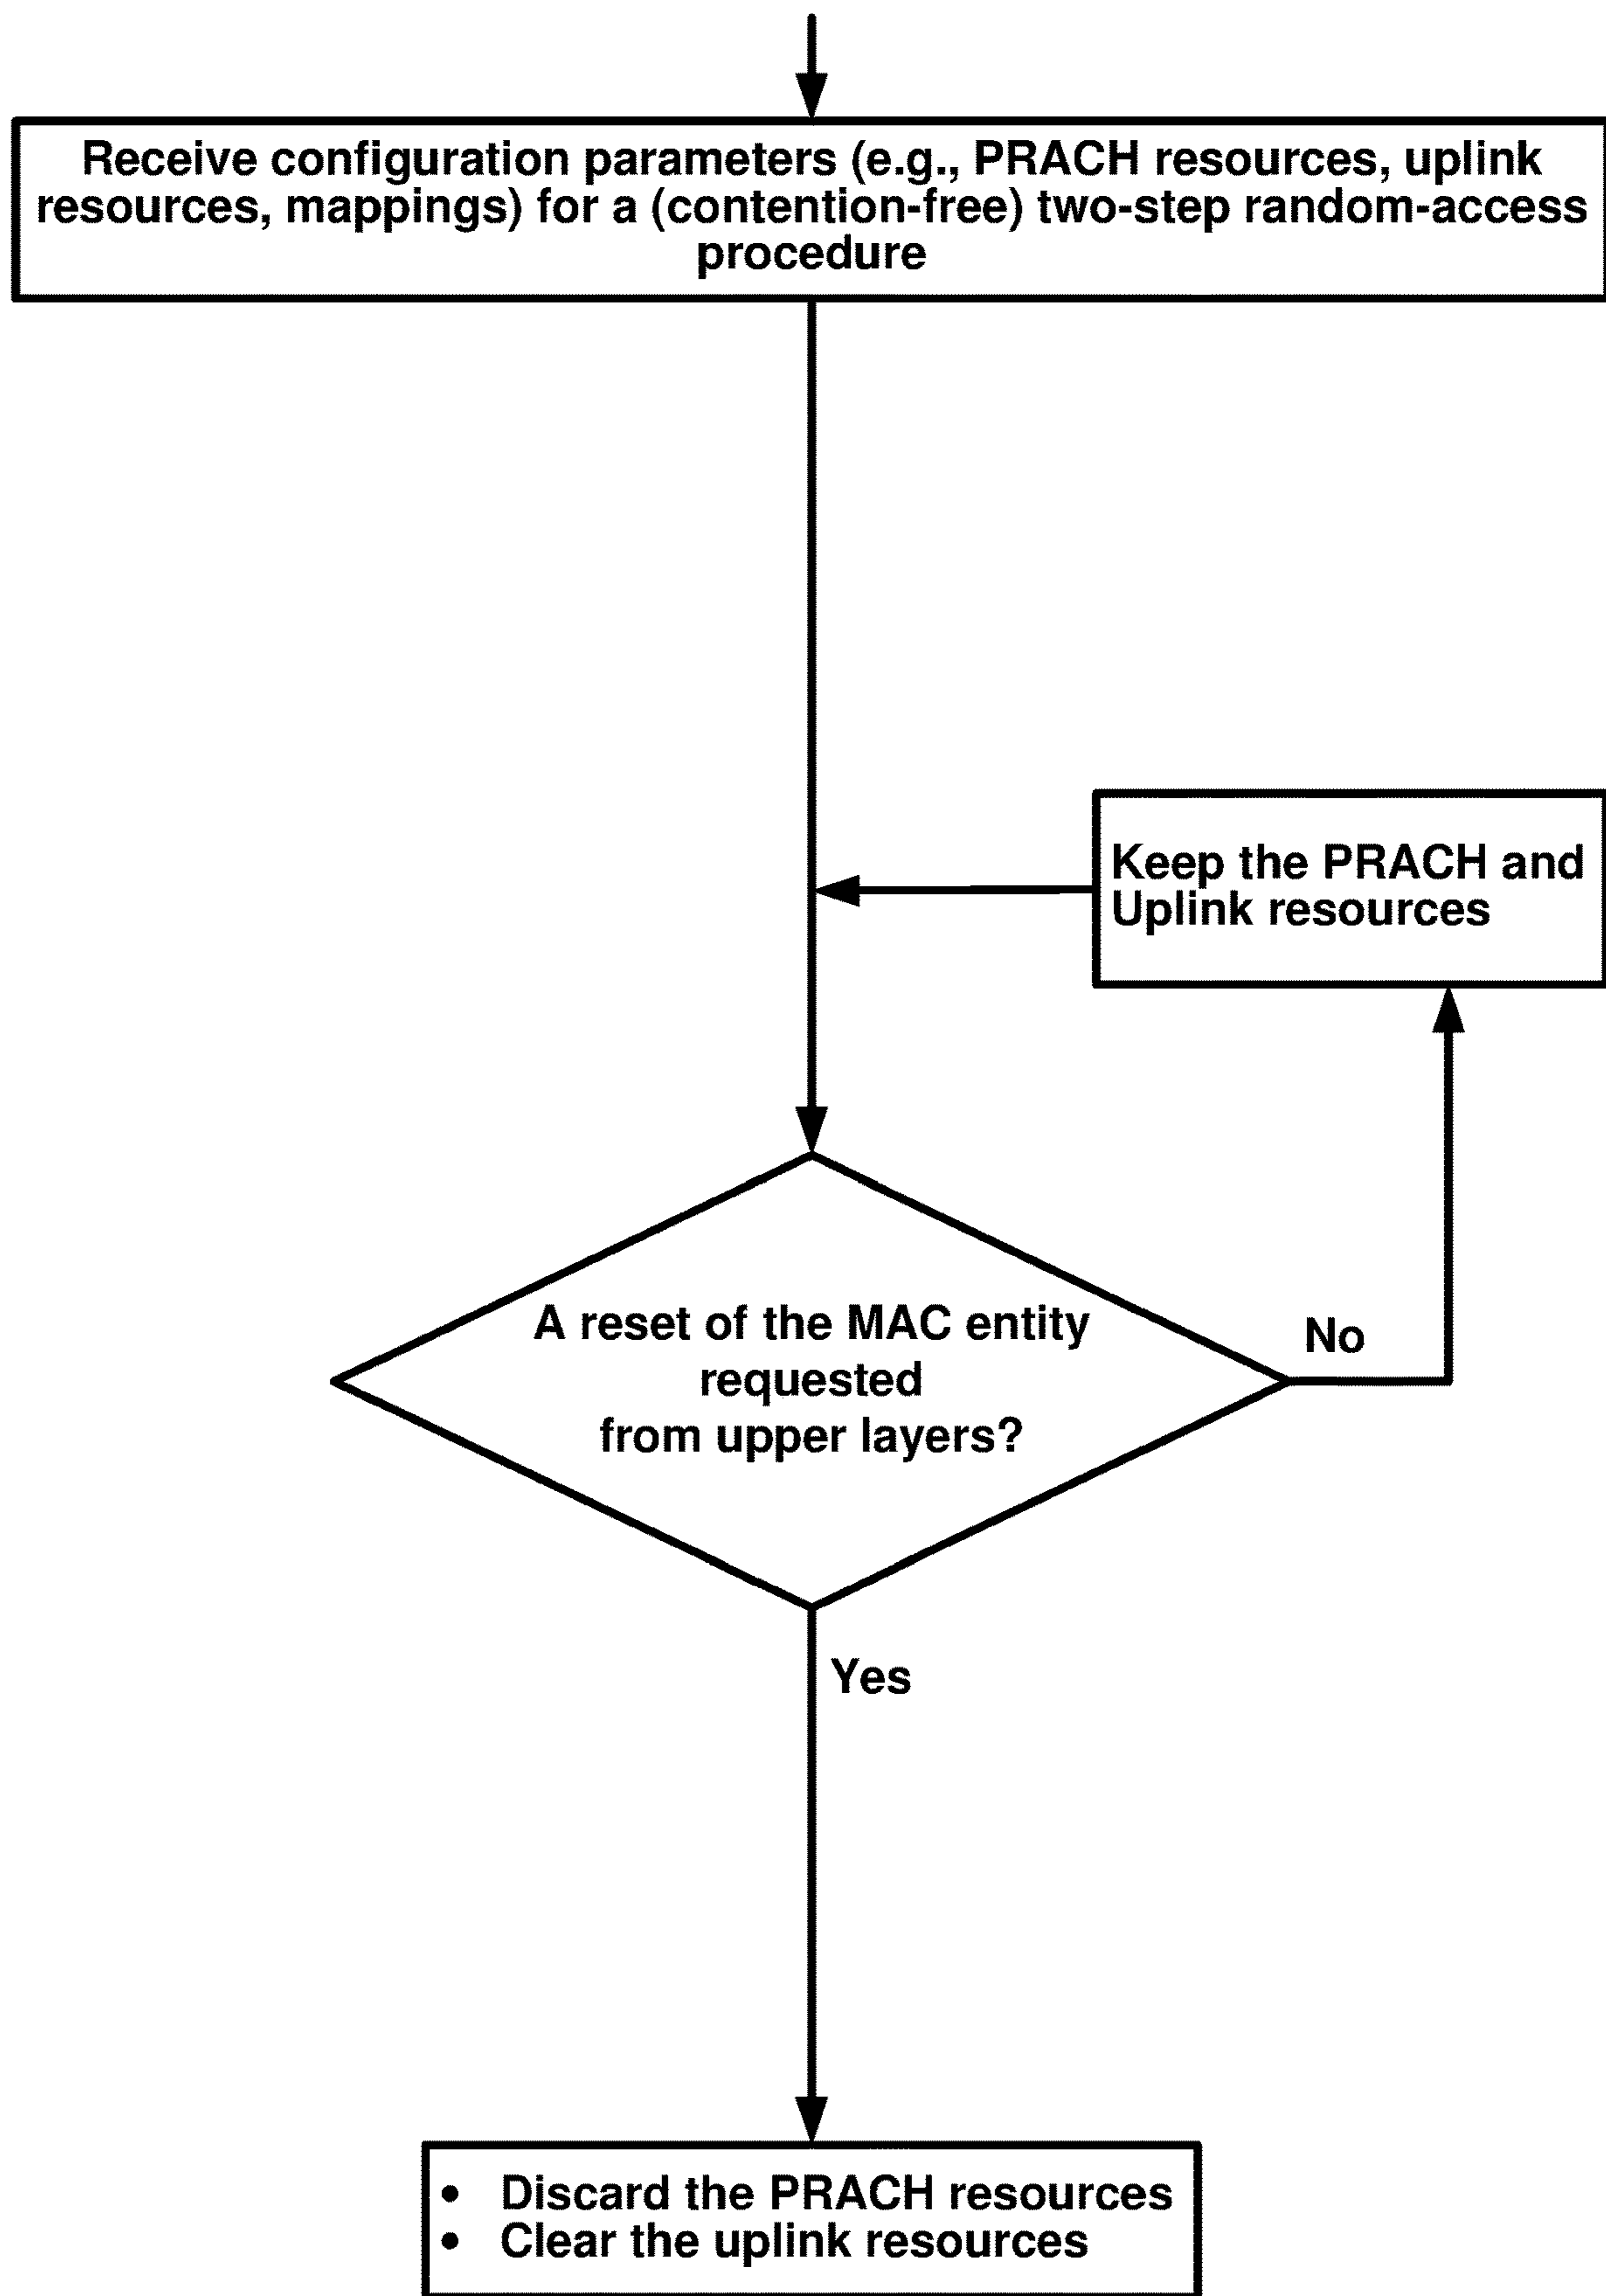 Receive configuration parameters (e.g., PRACH resources, uplink
resources, mappings) for a (contention-free) two-step random-access
procedure
Keep the PRACH and
Uplink resources
A reset of the MAC entity
requested
from upper layers?
No
Yes
• Discard the PRACH resources
• Clear the uplink resources